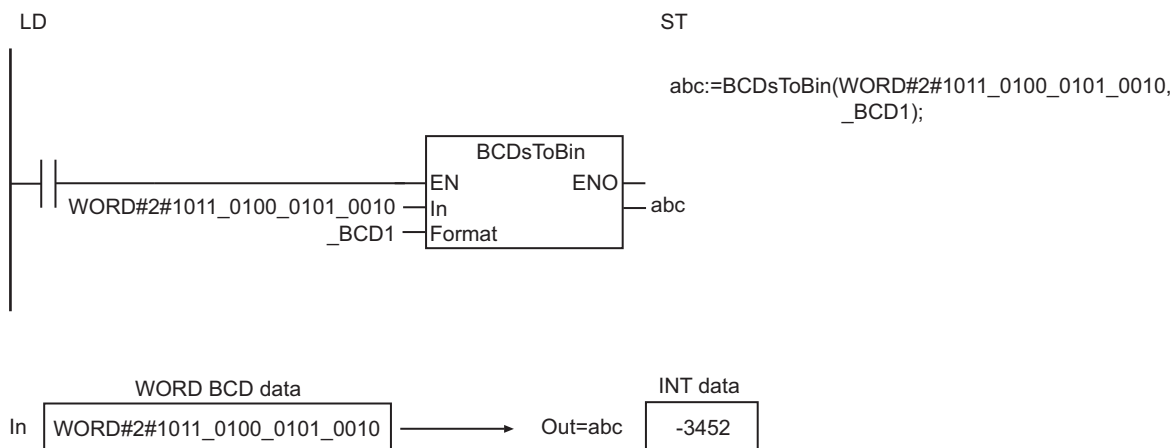 LD
ST
abc:=BCDsToBin(WORD#2#1011_0100_0101_0010,
_BCD1);
BCDsToBin
EN ENO
WORD#2#1011_0100_0101_0010 In abc
_BCD1 Format
WORD BCD data INT data
In WORD#2#1011_0100_0101_0010 Out=abc -3452